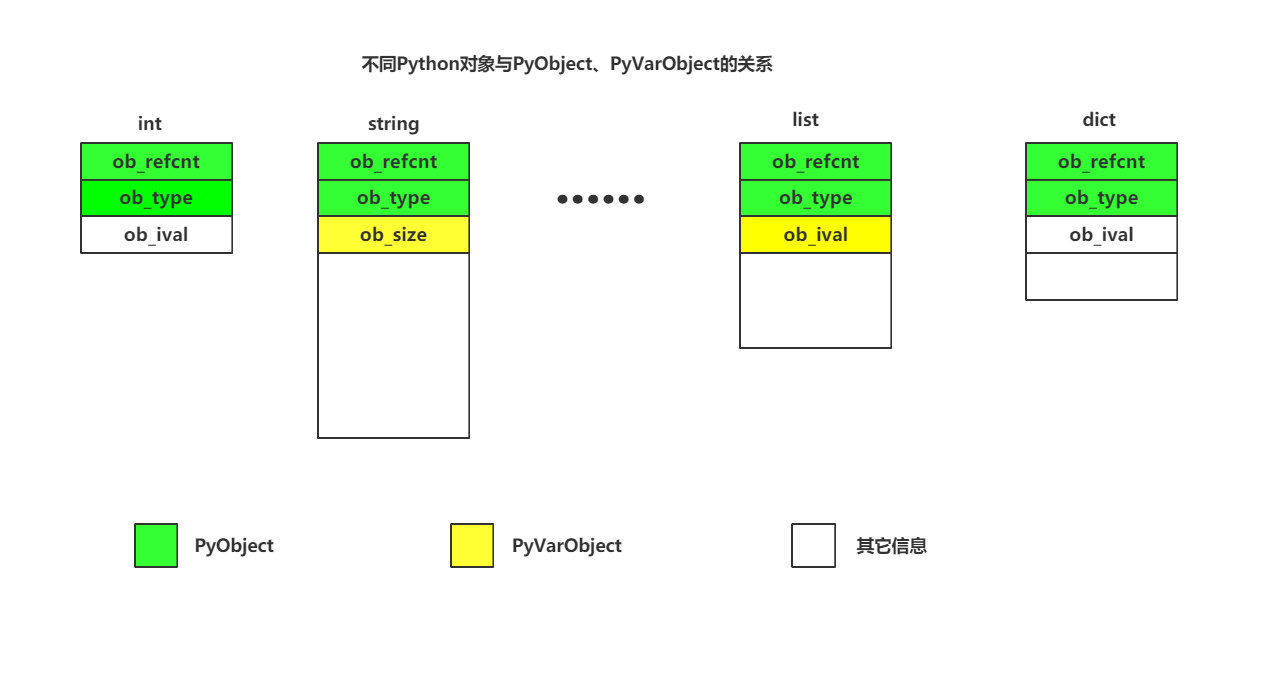 不同Python对象与PyObject、PyVarObject的关系
int
ob_refcnt
ob_type
ob_ival
string
ob_refcnt
ob_type
ob_size
list
ob_refcnt
ob_type
ob_ival
dict
ob_refcnt
ob_type
ob_ival
PyObject
PyVarObject
其它信息